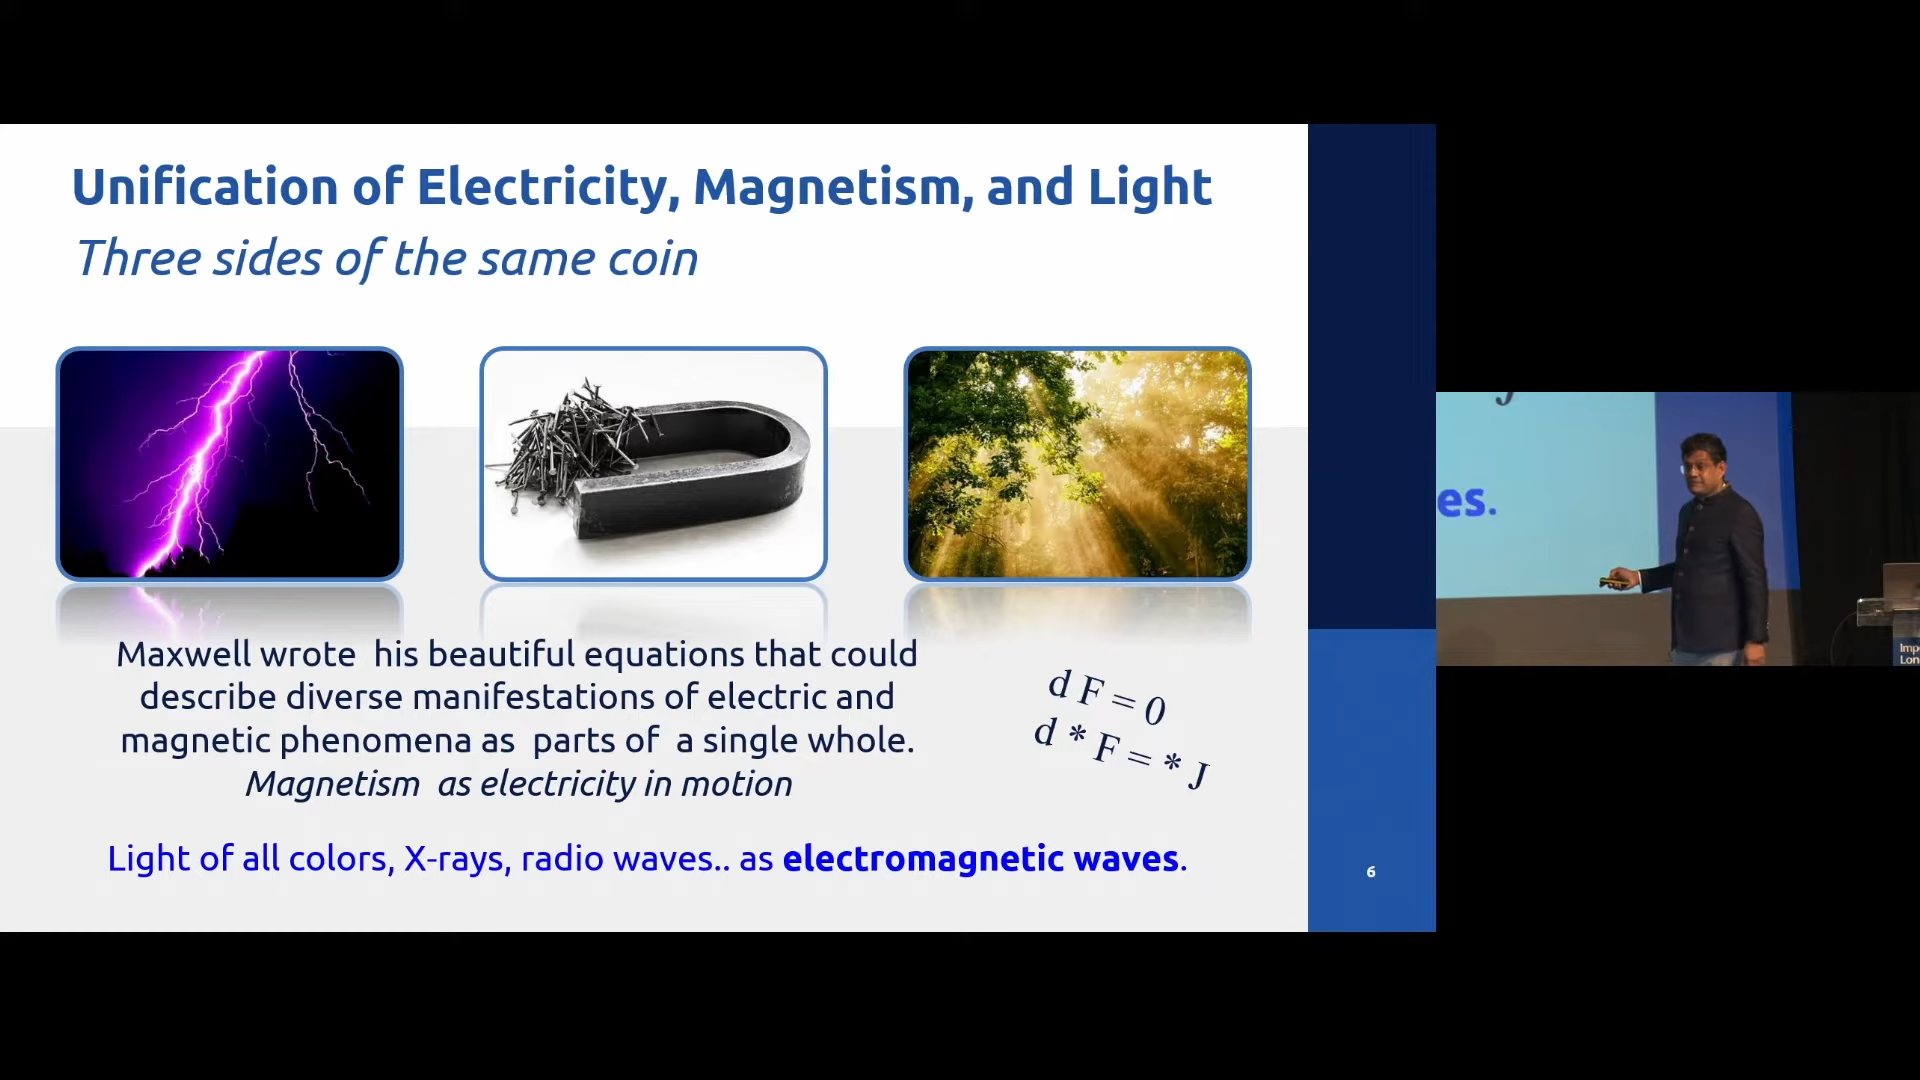 Unification of Electricity, Magnetism, and Light
Three sides of the same coin
Maxwell wrote his beautiful equations that could
describe diverse manifestations of electric and
magnetic phenomena as parts of a single whole.
Magnetism as electricity in motion
d F = 0
d * F = * J
Light of all colors, X-rays, radio waves.. as electromagnetic waves.
6
es.
Imp
Lon